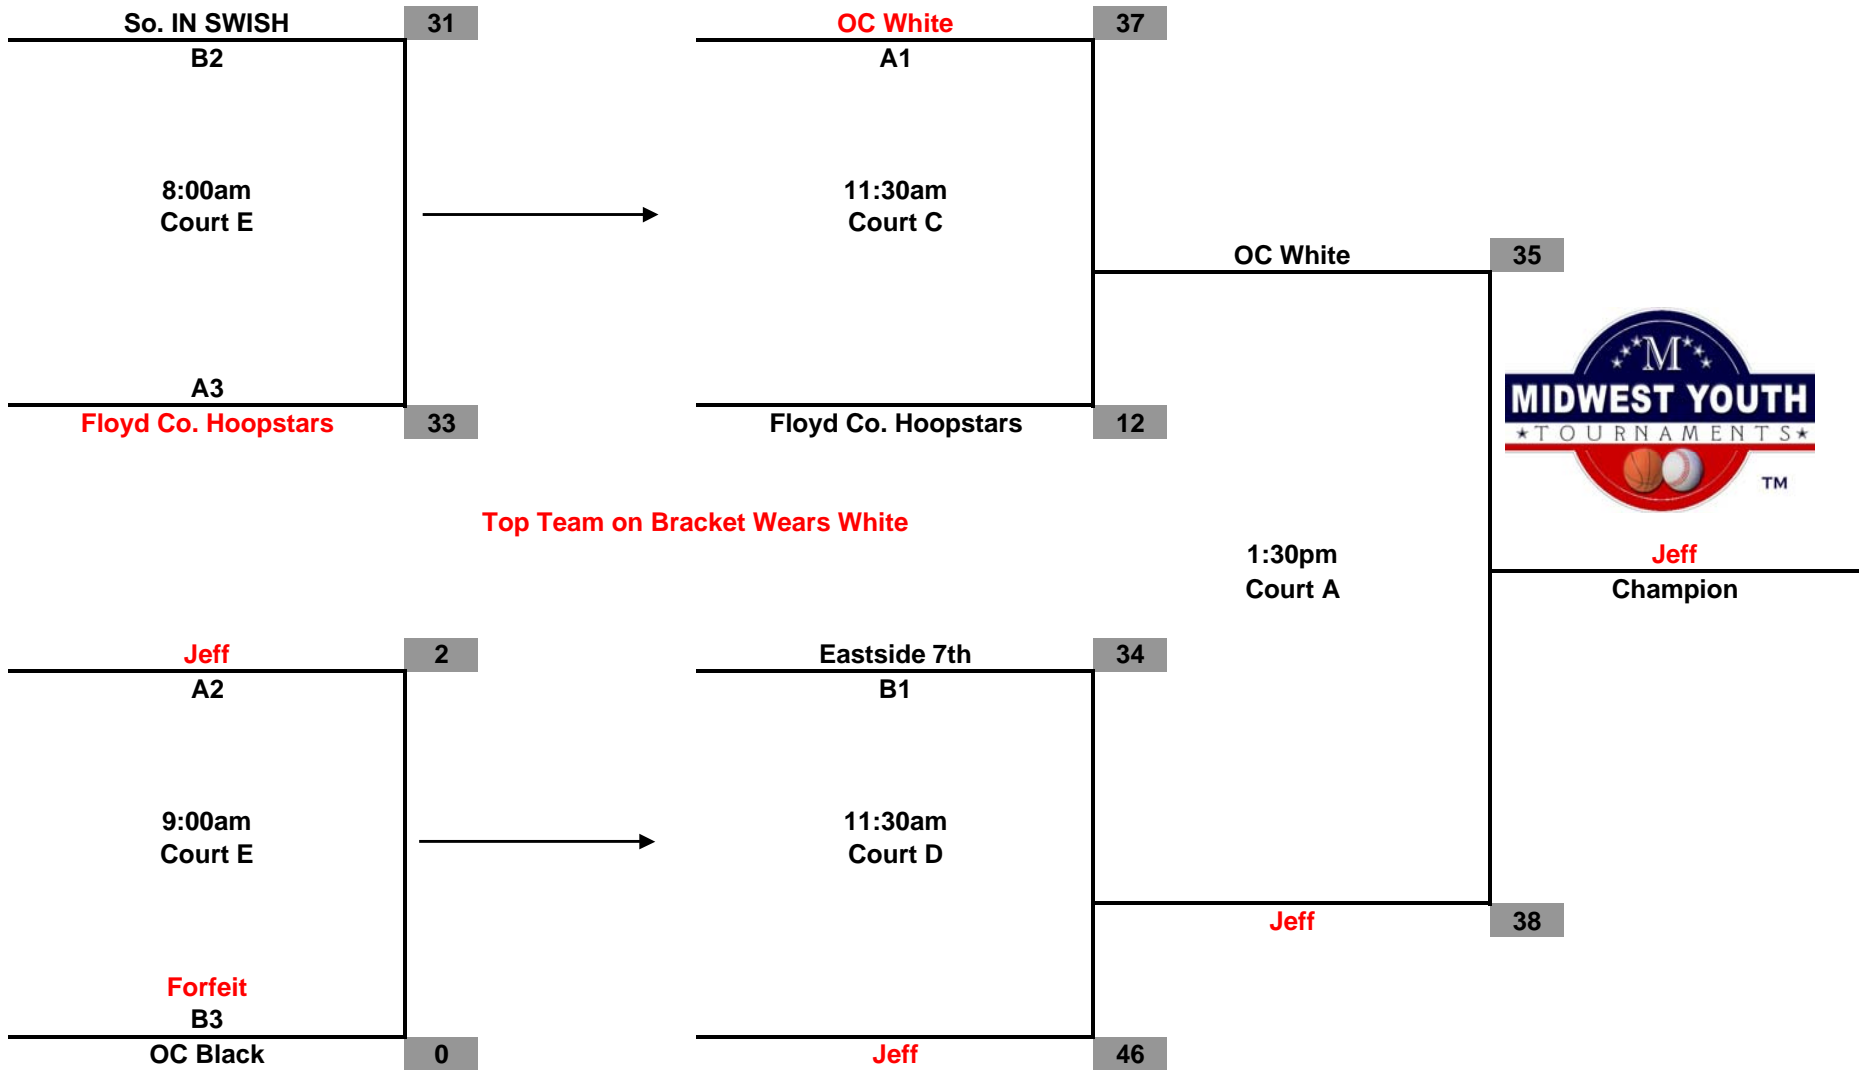 So. IN SWISH 31
B2
8:00am
Court E
A3
Floyd Co. Hoopstars 33
OC White 37
A1
11:30am
Court C
Floyd Co. Hoopstars 12
OC White 35
M
MIDWEST YOUTH
TOURNAMENTS
TM
Top Team on Bracket Wears White
1:30pm
Court A
Jeff
Champion
Jeff 2
A2
9:00am
Court E
Forfeit
B3
OC Black 0
Eastside 7th 34
B1
11:30am
Court D
Jeff 46
Jeff 38